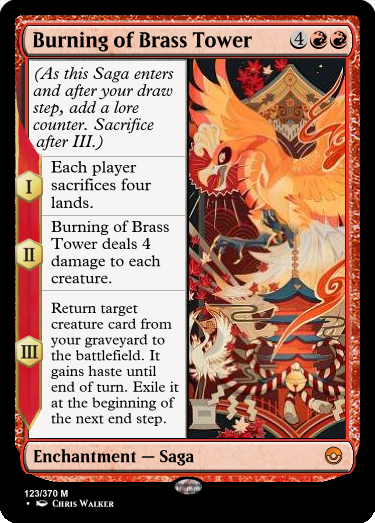 Burning of Brass Tower 4
(As this Saga enters
and after your draw
step, add a lore
counter. Sacrifice
after III.)
I
Each player
sacrifices four
lands.
II
Burning of Brass
Tower deals 4
damage to each
creature.
III
Return target
creature card from
your graveyard to
the battlefield. It
gains haste until
end of turn. Exile it
at the beginning of
the next end step.
Enchantment — Saga
123/370 M
• Chris Walker